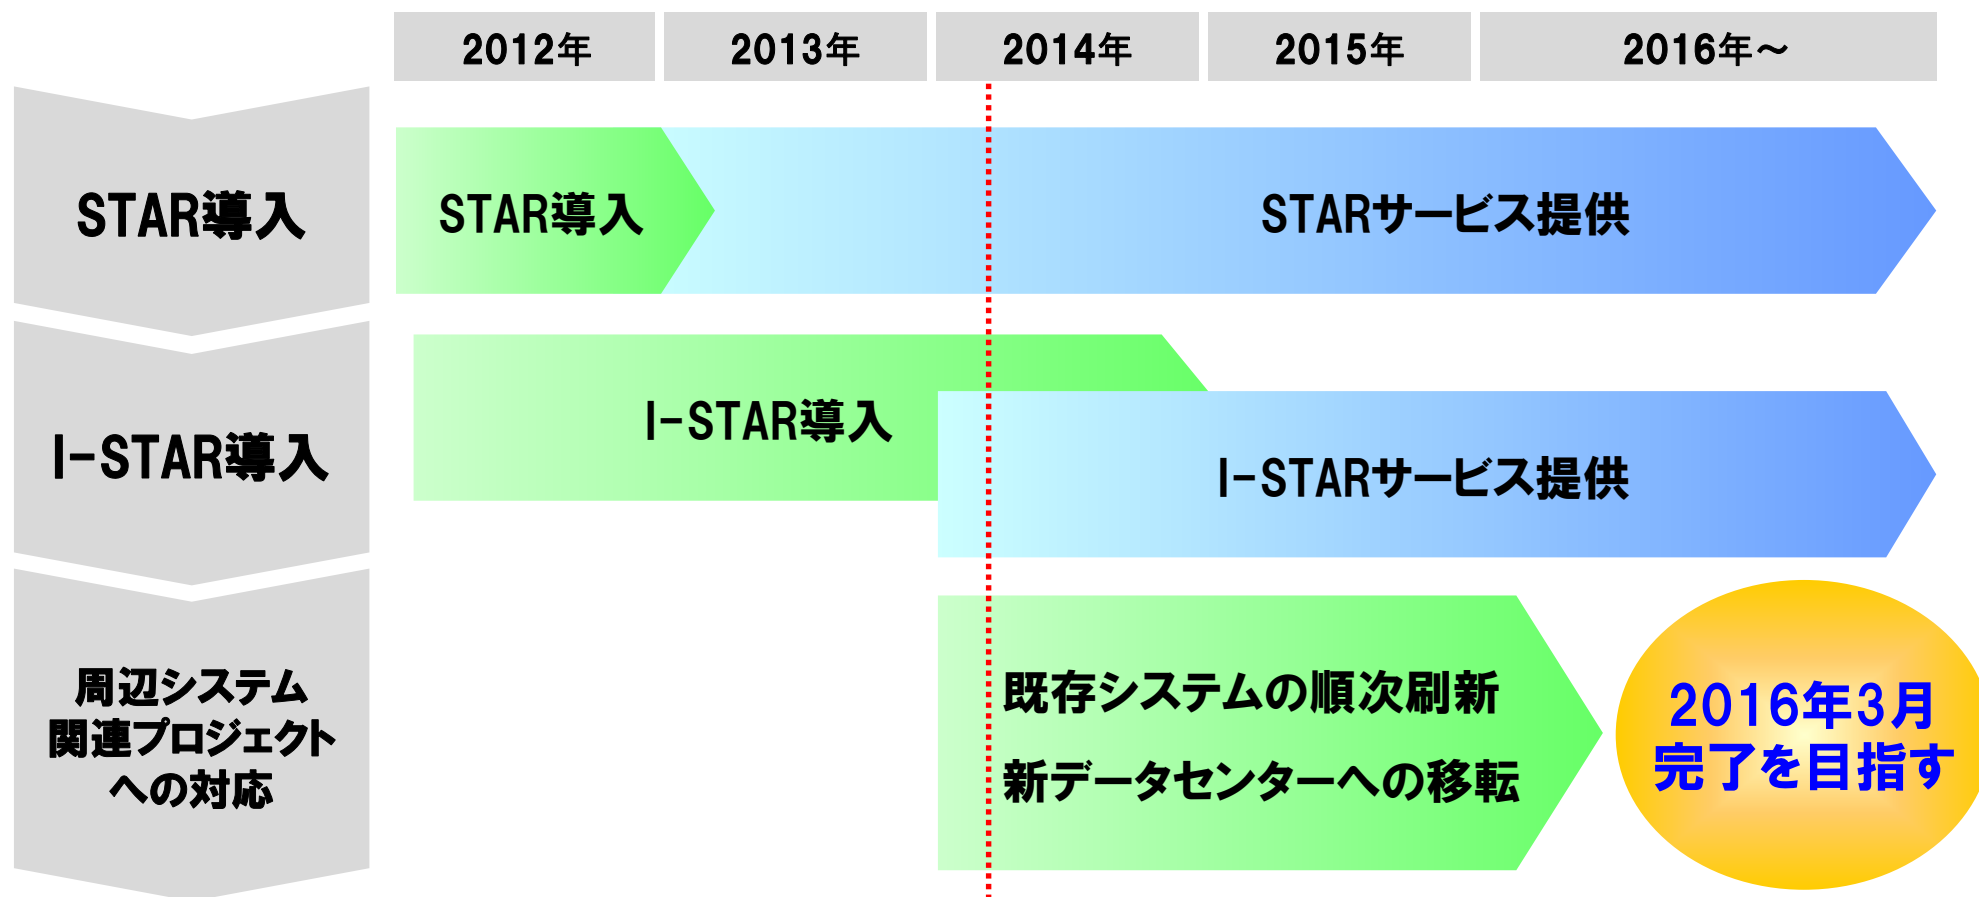 2012年
2013年
2014年
2015年
2016年～
STAR導入
STAR導入
STARサービス提供
I-STAR導入
I-STAR導入
I-STARサービス提供
周辺システム
関連プロジェクト
への対応
既存システムの順次刷新
新データセンターへの移転
2016年3月
完了を目指す